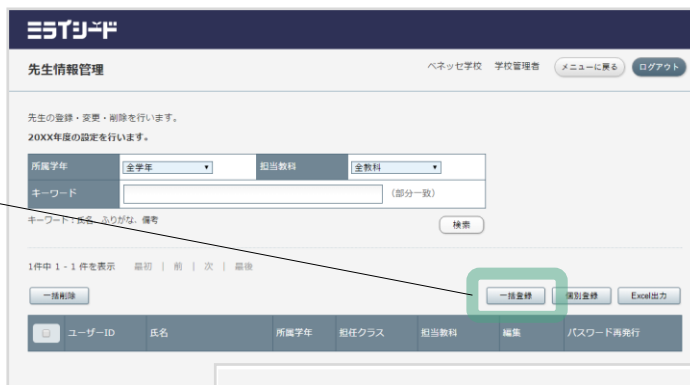 ミライシード
先生情報管理 ベネッセ学校 学校管理者 メニューに戻る ログアウト
先生の登録・変更・削除を行います。
20XX年度の設定を行います。
所属学年 全学年 担当教科 全教科
キーワード (部分一致)
キーワード:氏名、ふりがな、備考 検索
1件中 1 - 1 件を表示 最初 | 前 | 次 | 最後
一括削除 一括登録 個別登録 Excel出力
ユーザーID 氏名 所属学年 担任クラス 担当教科 編集 パスワード再発行